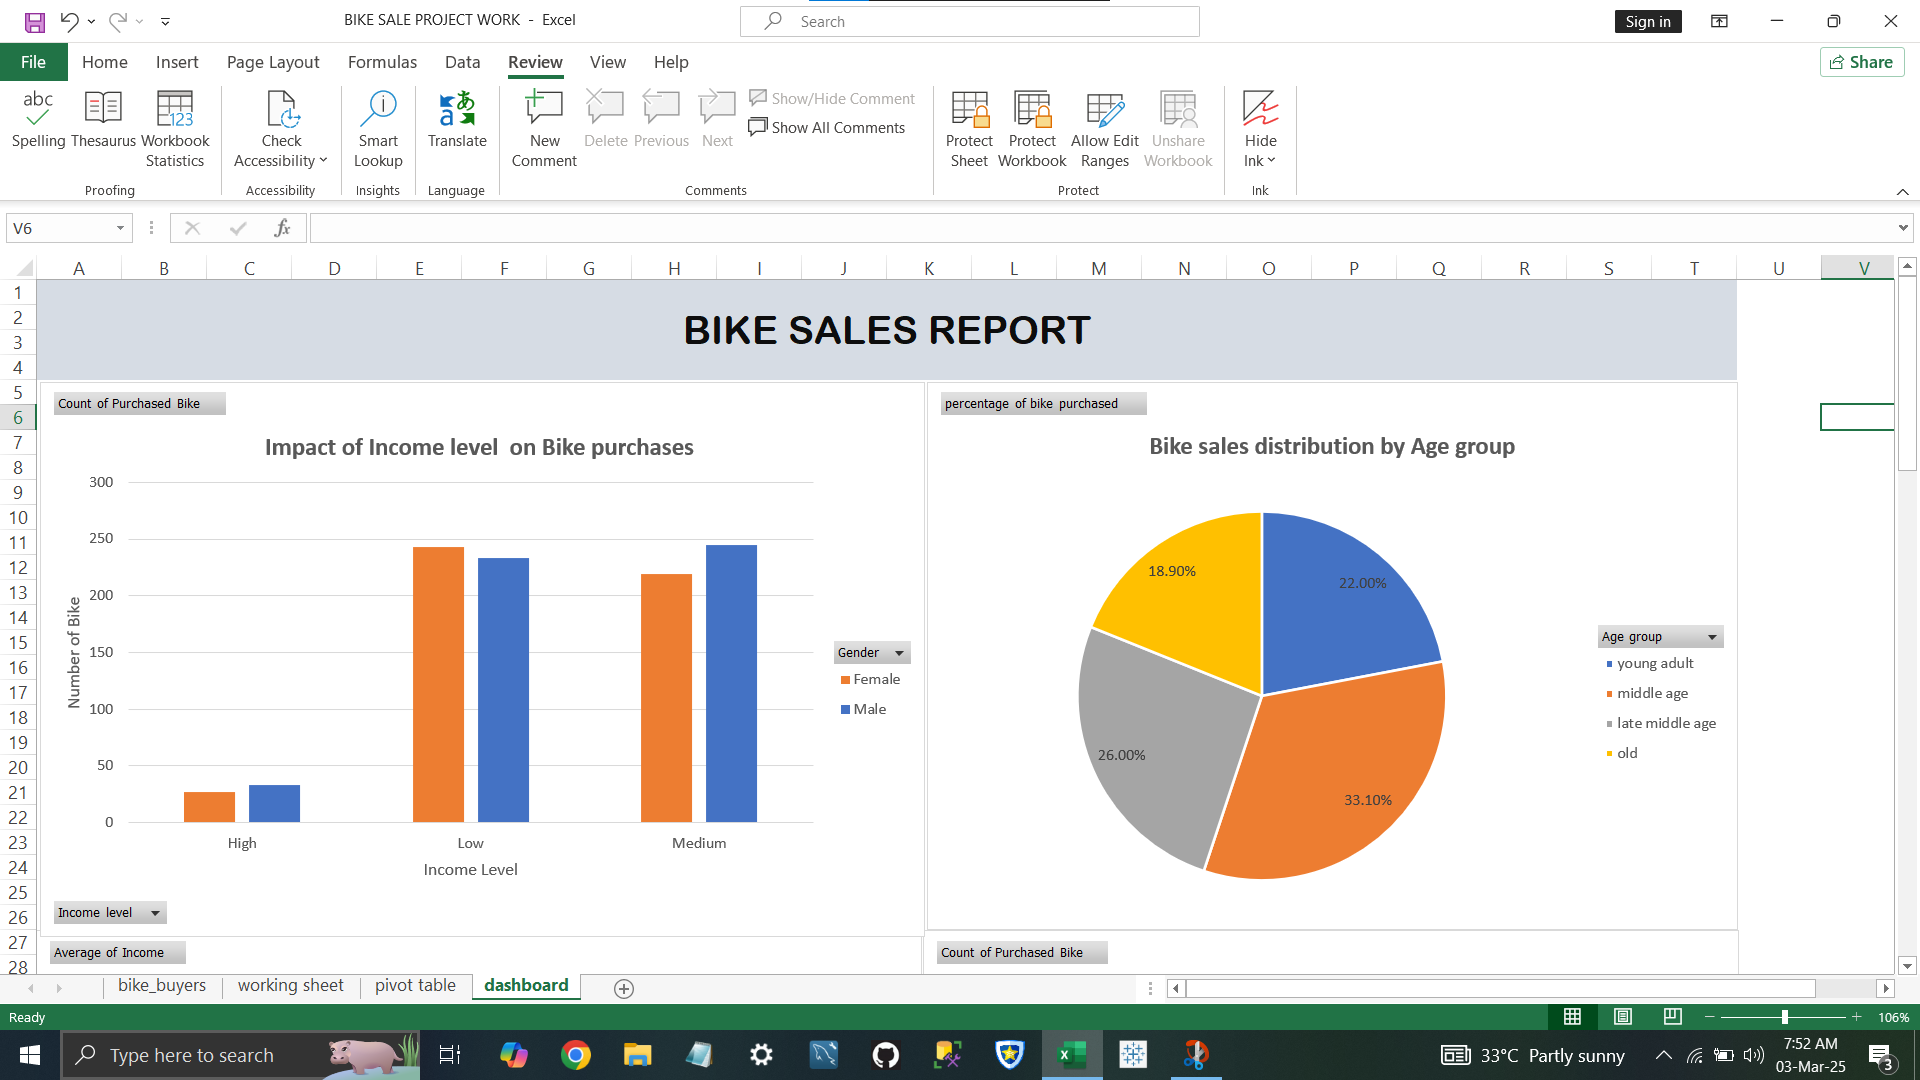 BIKE SALE PROJECT WORK - Excel
Search
Sign in
File Home Insert Page Layout Formulas Data Review View Help
Share
abc
Spelling
Thesaurus
123
Workbook Statistics
Proofing
Check Accessibility
Accessibility
Smart Lookup
Insights
Translate
Language
New Comment
Delete
Previous
Next
Show/Hide Comment
Show All Comments
Comments
Protect Sheet
Protect Workbook
Allow Edit Ranges
Unshare Workbook
Protect
Hide Ink
Ink
V6
fx
A B C D E F G H I J K L M N O P Q R S T U V
1
2
3
4
5
6
7
8
9
10
11
12
13
14
15
16
17
18
19
20
21
22
23
24
25
26
27
28
BIKE SALES REPORT
Count of Purchased Bike
Impact of Income level on Bike purchases
300
250
200
150
100
50
0
Number of Bike
High Low Medium
Income Level
Gender
Female
Male
Income level
percentage of bike purchased
Bike sales distribution by Age group
18.90%
22.00%
26.00%
33.10%
Age group
young adult
middle age
late middle age
old
Average of Income
Count of Purchased Bike
bike_buyers working sheet pivot table dashboard
Ready
106%
Type here to search
33°C Partly sunny
7:52 AM
03-Mar-25
3